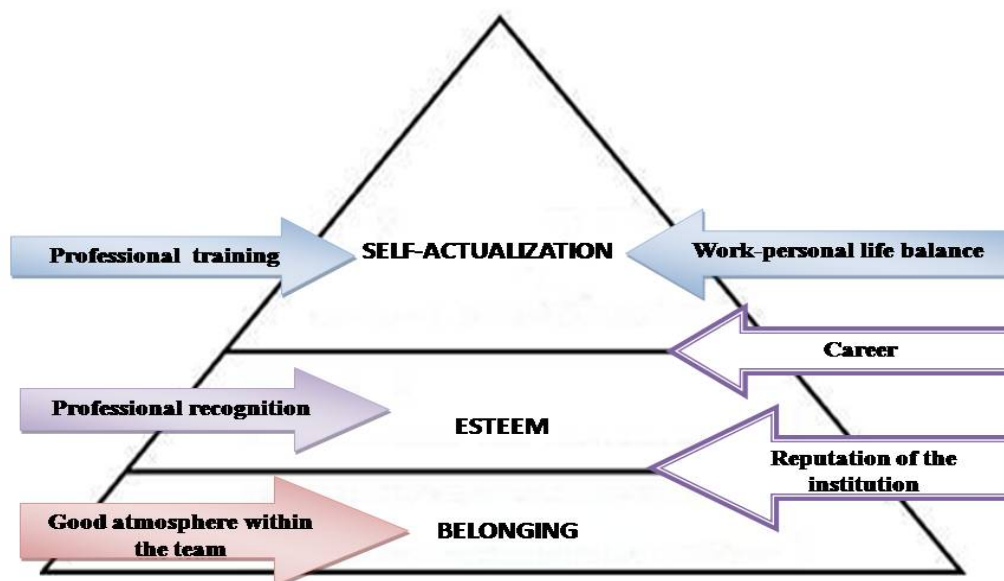 Professional training
SELF-ACTUALIZATION
Work-personal life balance
Career
Professional recognition
ESTEEM
Reputation of the
institution
Good atmosphere within
the team
BELONGING